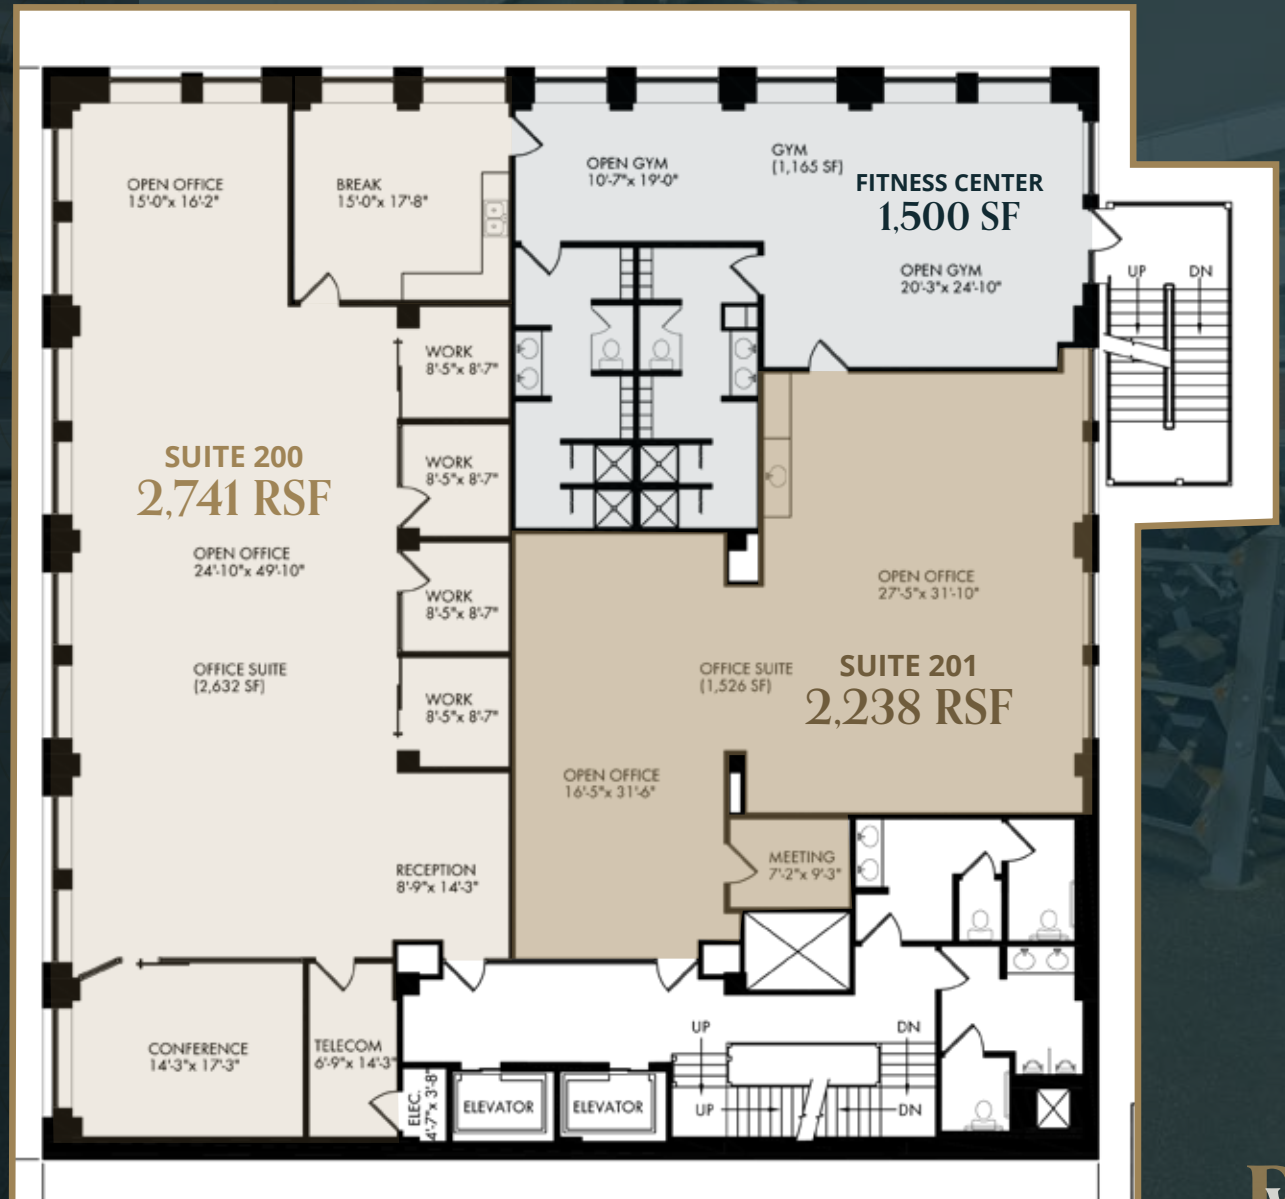 OPEN OFFICE
15'-0"x 16'-2"
BREAK
15'-0"x 17'-8"
OPEN GYM
10'-7"x 19'-0"
GYM
(1,165 SF)
FITNESS CENTER
1,500 SF
OPEN GYM
20'-3"x 24'-10"
UP
DN
WORK
8'-5"x 8'-7"
WORK
8'-5"x 8'-7"
SUITE 200
2,741 RSF
OPEN OFFICE
24'-10"x 49'-10"
WORK
8'-5"x 8'-7"
OPEN OFFICE
27'-5"x 31'-10"
OFFICE SUITE
(2,632 SF)
WORK
8'-5"x 8'-7"
OFFICE SUITE
(1,526 SF)
SUITE 201
2,238 RSF
OPEN OFFICE
16'-5"x 31'-6"
RECEPTION
8'-9"x 14'-3"
MEETING
7'-2"x 9'-3"
CONFERENCE
14'-3"x 17'-3"
TELECOM
6'-9"x 14'-3"
ELEC.
4'-7"x 3'-8"
ELEVATOR
ELEVATOR
UP
DN
UP
DN